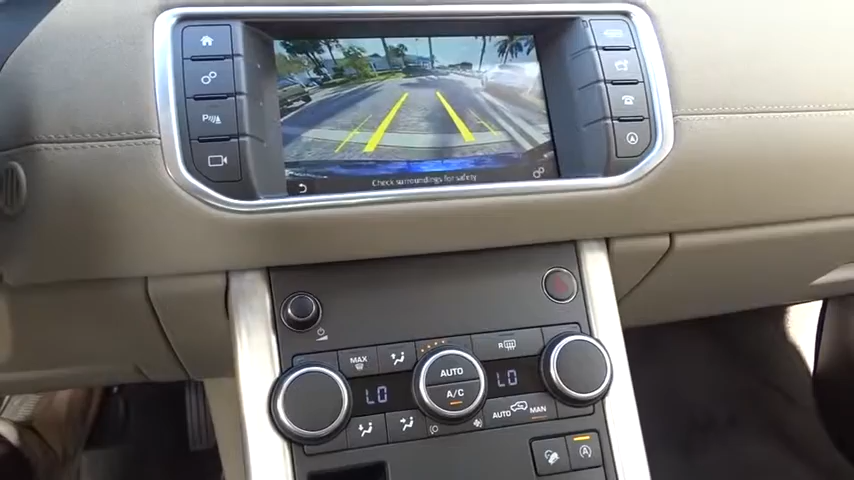 Check surroundings for safety
MAX
R
AUTO
LO
LO
A/C
AUTO
MAN
A